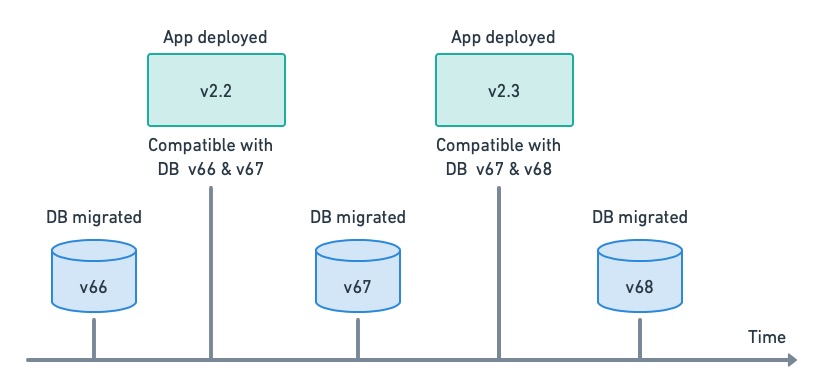 App deployed
App deployed
v2.2
v2.3
Compatible with
DB v66 & v67
Compatible with
DB v67 & v68
DB migrated
DB migrated
DB migrated
v66
v67
v68
Time